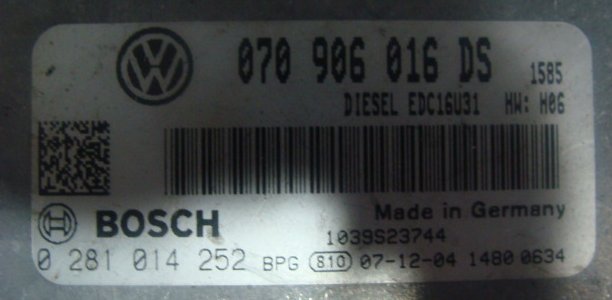 070 906 016 DS 1585
DIESEL EDC16U31 HW: H06
BOSCH
Made in Germany
1039S23744
0 281 014 252 BPG 810 07-12-04 1480 0634